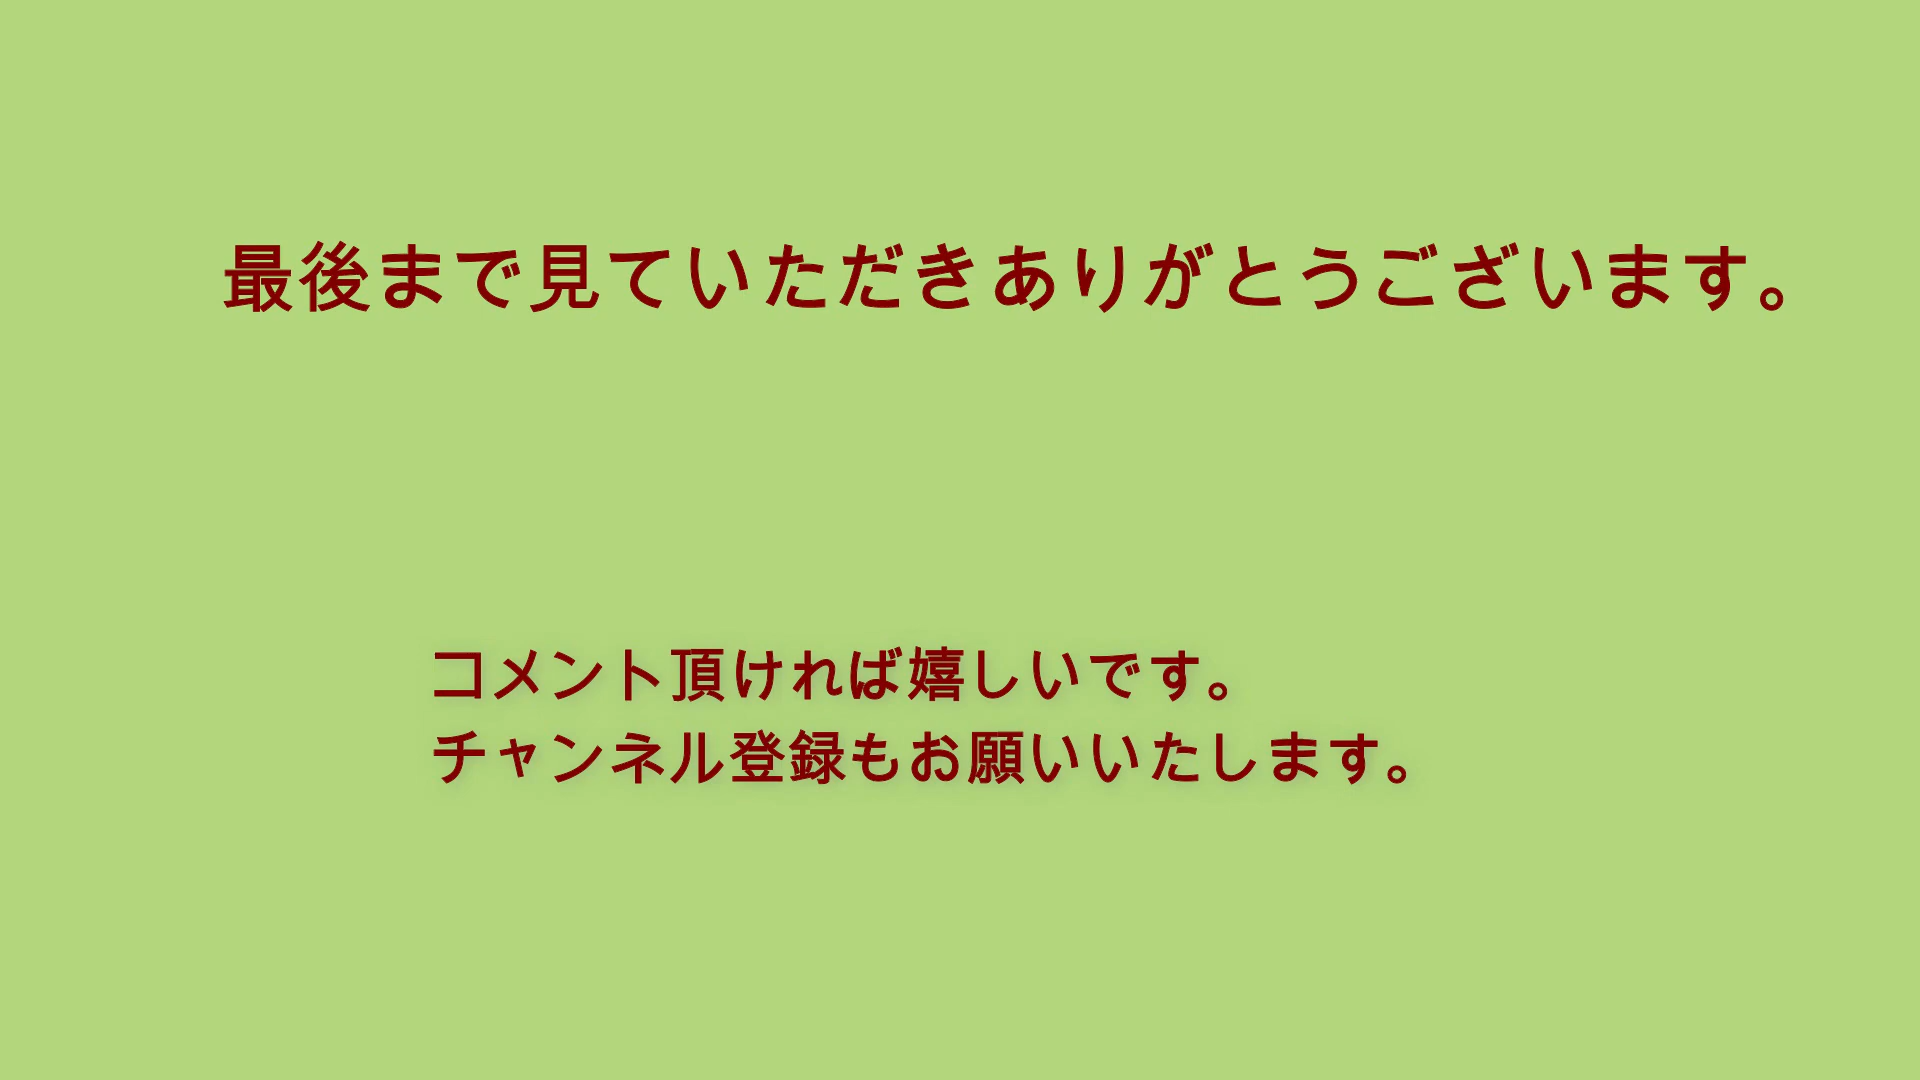 最後まで見ていただきありがとうございます。
コメント頂ければ嬉しいです。
チャンネル登録もお願いいたします。